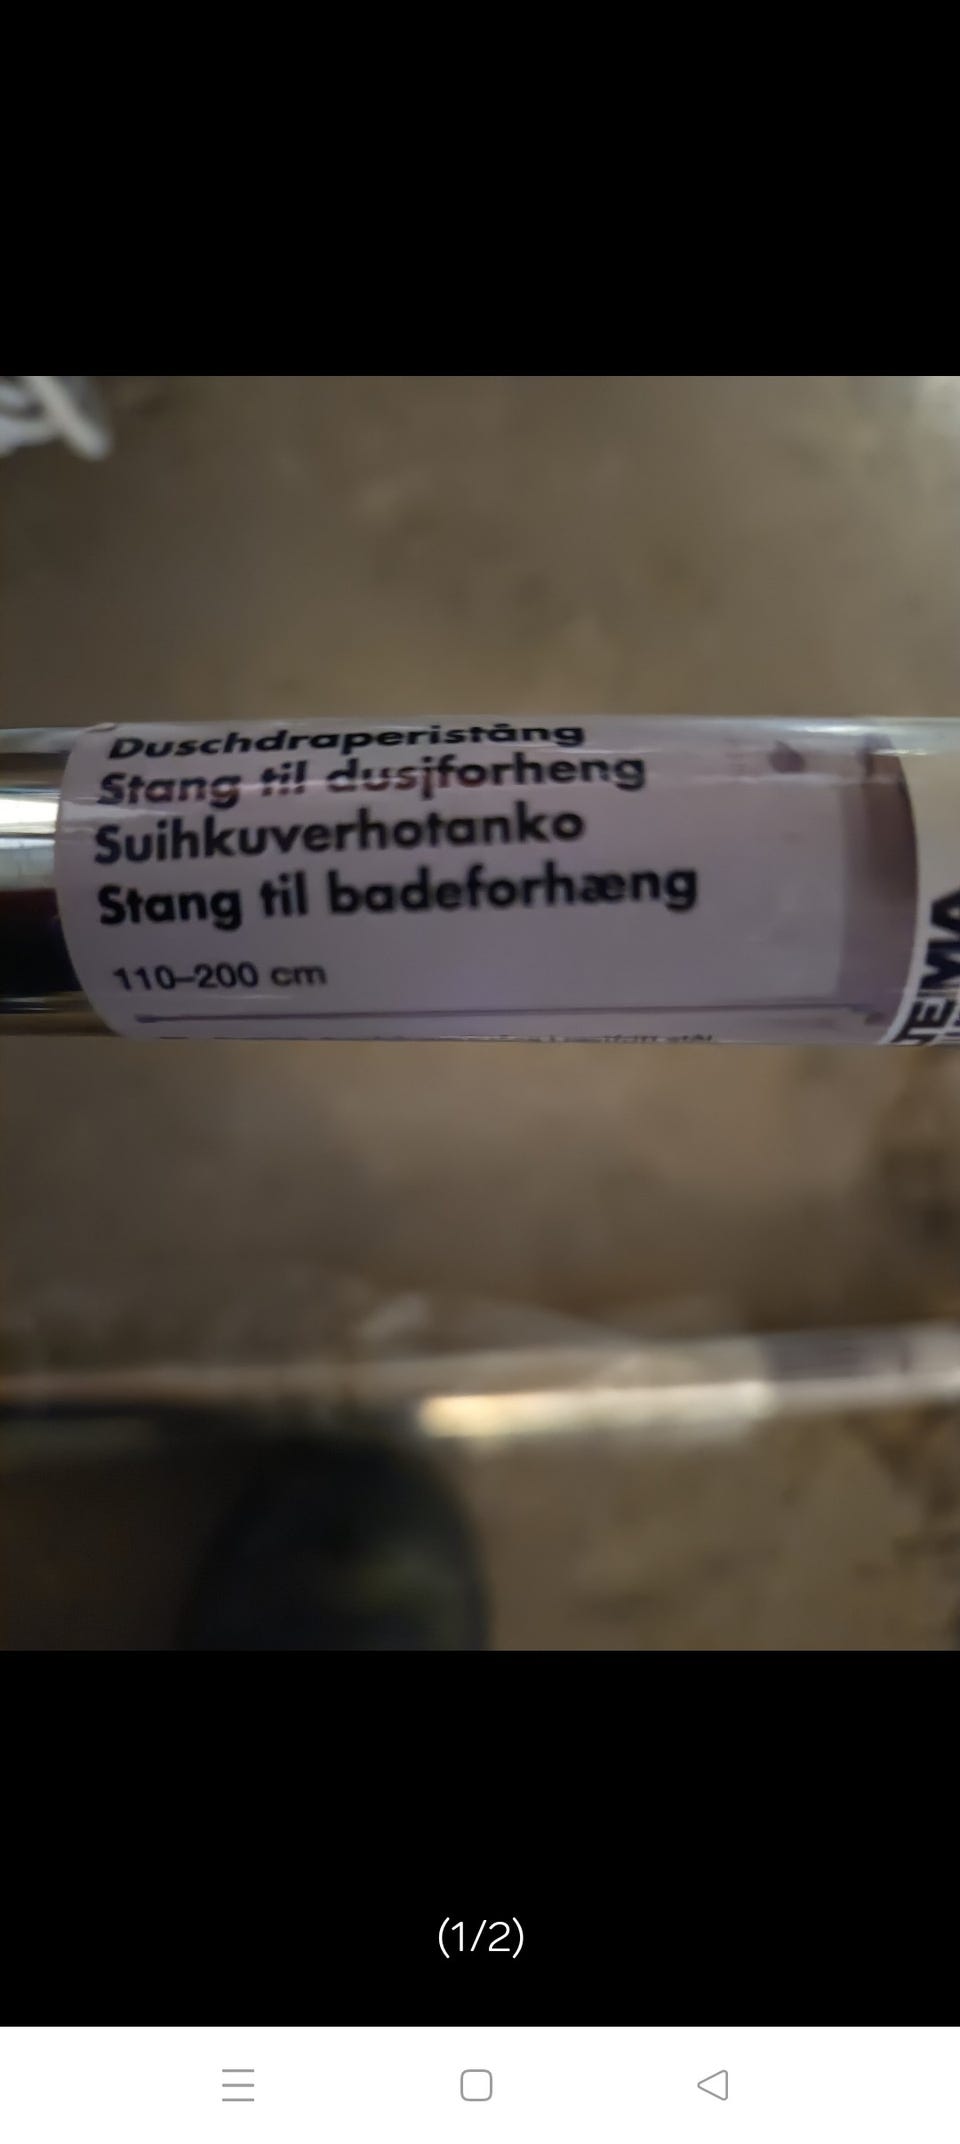 Duschdraperistång
Stang til dusjforheng
Suihkuverhotanko
Stang til badeforhæng
110–200 cm
(1/2)